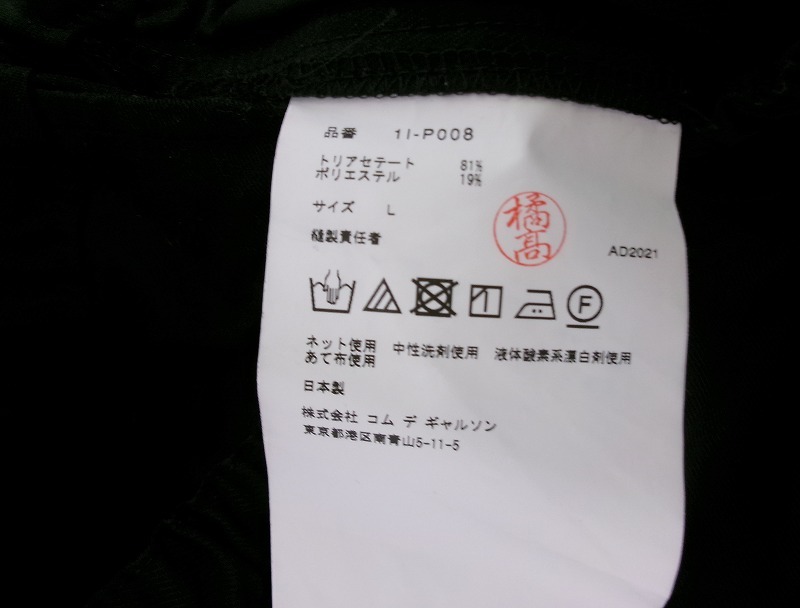 品番 1I-P008
トリアセテート 81%
ポリエステル 19%
サイズ L
縫製責任者
橘高
AD2021
F
ネット使用 中性洗剤使用 液体酸素系漂白剤使用
あて布使用
日本製
株式会社 コム デ ギャルソン
東京都港区南青山5-11-5